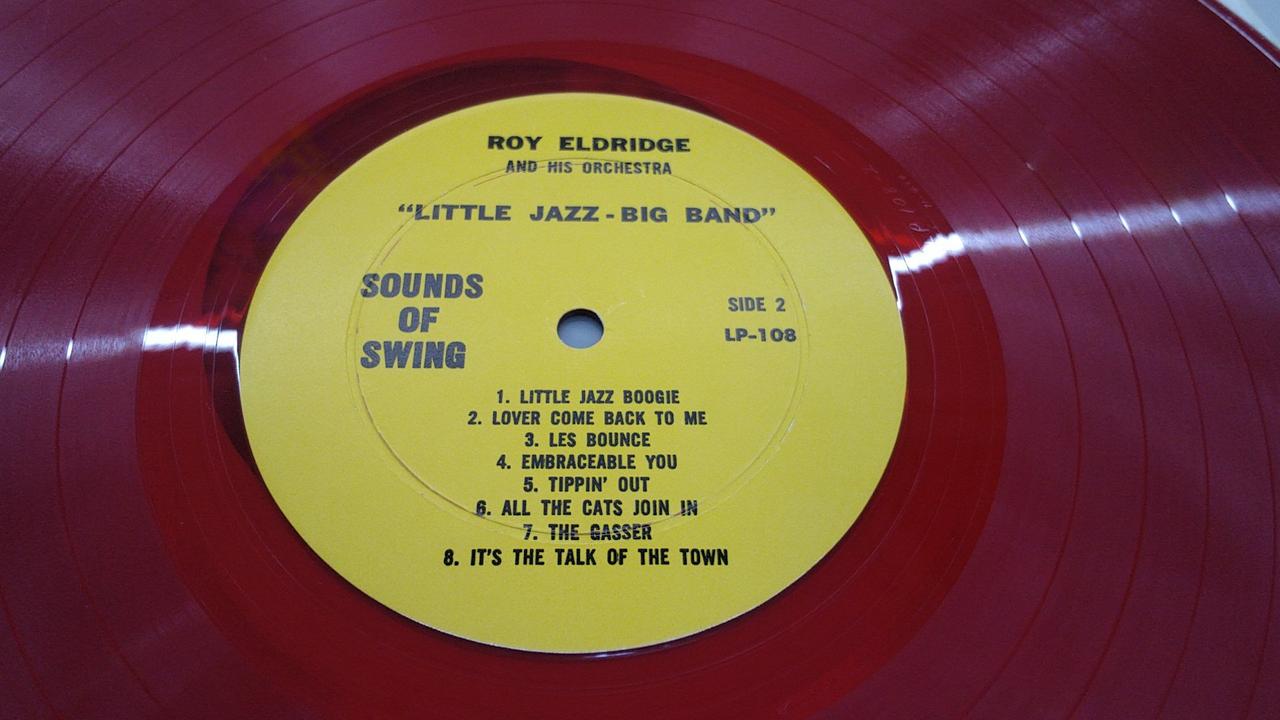 ROY ELDRIDGE
AND HIS ORCHESTRA
"LITTLE JAZZ-BIG BAND"
SOUNDS
OF
SWING
SIDE 2
LP-108
1. LITTLE JAZZ BOOGIE
2. LOVER COME BACK TO ME
3. LES BOUNCE
4. EMBRACEABLE YOU
5. TIPPIN' OUT
6. ALL THE CATS JOIN IN
7. THE GASSER
8. IT'S THE TALK OF THE TOWN